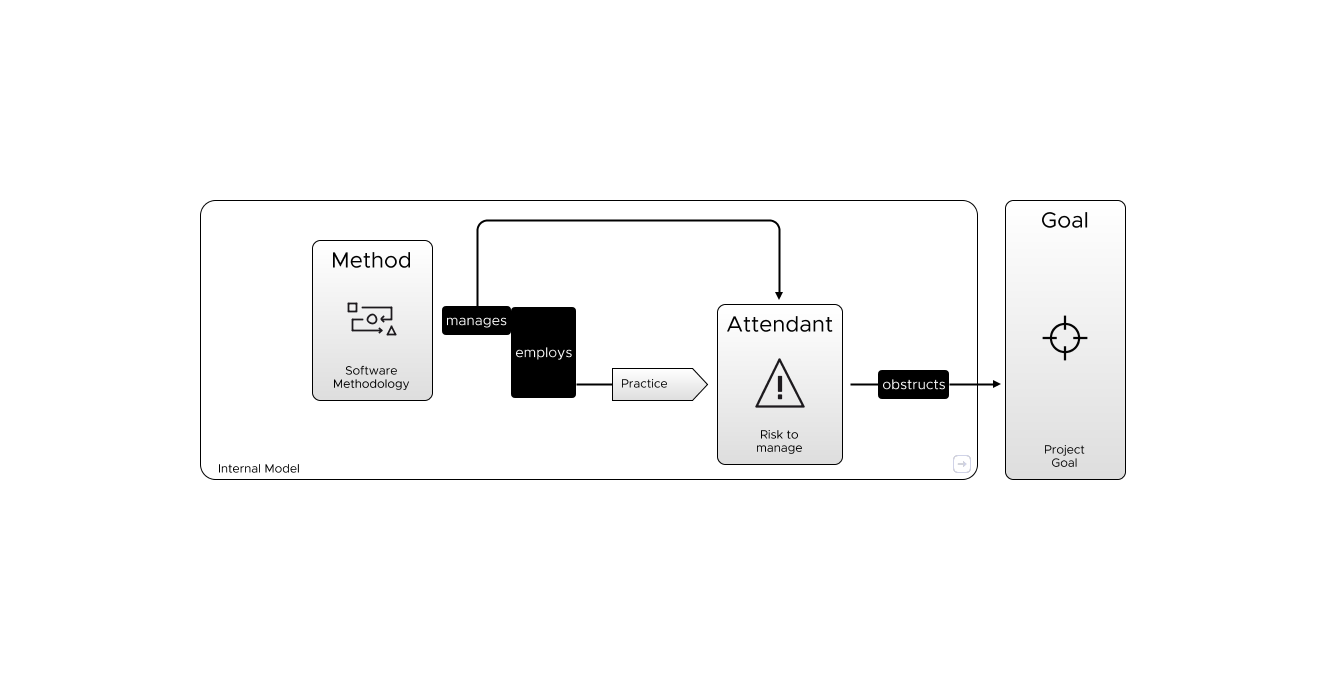 Goal
Method
manages
Attendant
employs
Practice
obstructs
Software
Methodology
Risk to
manage
Project
Goal
Internal Model